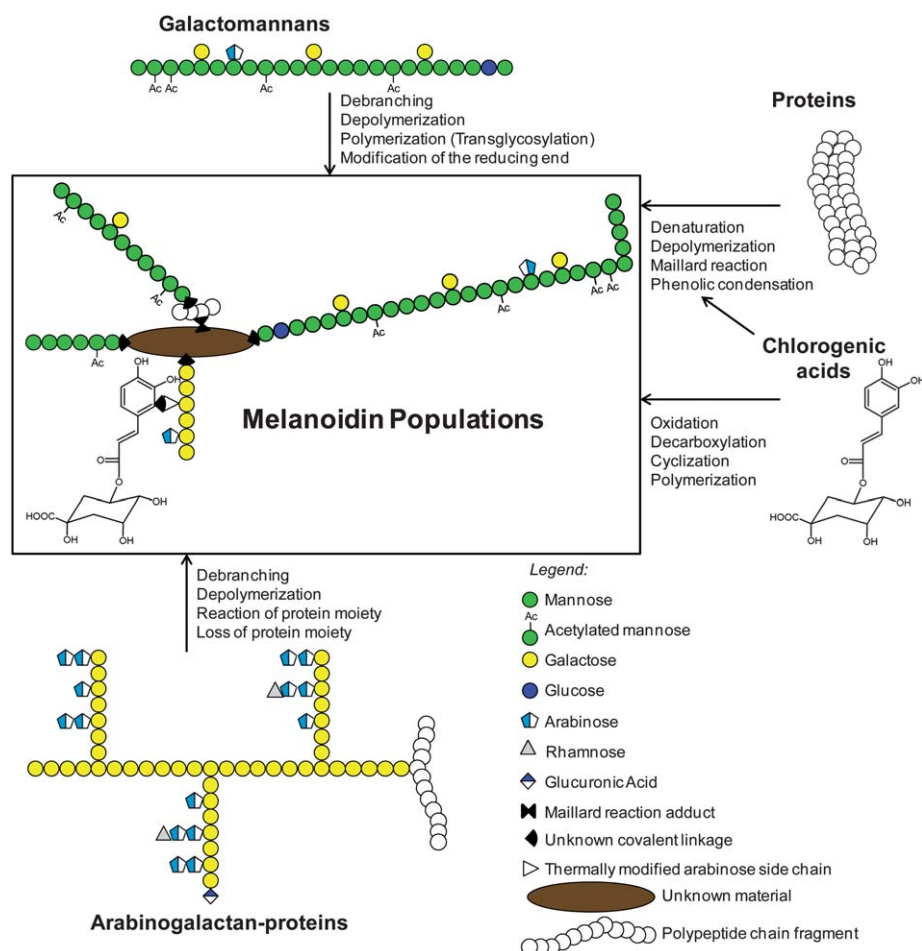 Galactomannans
Ac Ac Ac Ac
Debranching
Depolymerization
Polymerization (Transglycosylation)
Modification of the reducing end
Proteins
Denaturation
Depolymerization
Maillard reaction
Phenolic condensation
Chlorogenic
acids
Oxidation
Decarboxylation
Cyclization
Polymerization
OH
HO
O
O
HOOC
OH
OH
OH
Ac
Ac
Ac
Ac
Ac Ac
Ac
Melanoidin Populations
OH
OH
O
O
HOOC
OH
OH
OH
Debranching
Depolymerization
Reaction of protein moiety
Loss of protein moiety
Arabinogalactan-proteins
Legend:
Mannose
Ac
Acetylated mannose
Galactose
Glucose
Arabinose
Rhamnose
Glucuronic Acid
Maillard reaction adduct
Unknown covalent linkage
Thermally modified arabinose side chain
Unknown material
Polypeptide chain fragment